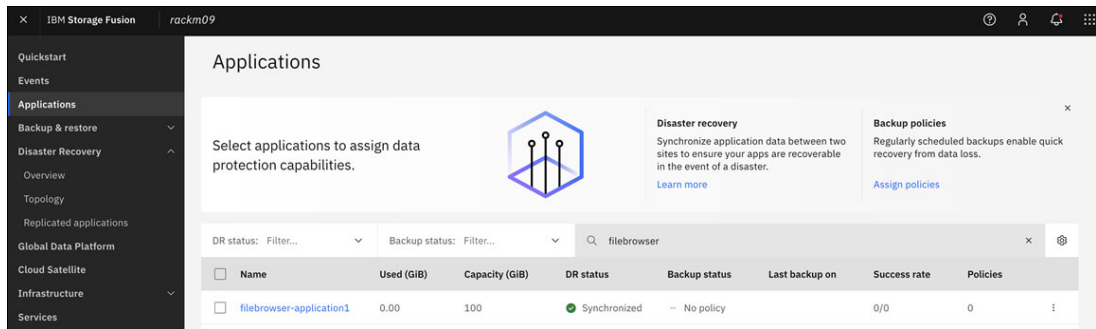 IBM Storage Fusion
rackm09
Quickstart
Events
Applications
Backup & restore
Disaster Recovery
Overview
Topology
Replicated applications
Global Data Platform
Cloud Satellite
Infrastructure
Services
Applications
Select applications to assign data
protection capabilities.
Disaster recovery
Synchronize application data between two
sites to ensure your apps are recoverable
in the event of a disaster.
Learn more
Backup policies
Regularly scheduled backups enable quick
recovery from data loss.
Assign policies
DR status: Filter... Backup status: Filter... filebrowser
Name Used (GiB) Capacity (GiB) DR status Backup status Last backup on Success rate Policies
filebrowser-application1 0.00 100 Synchronized – No policy 0/0 0